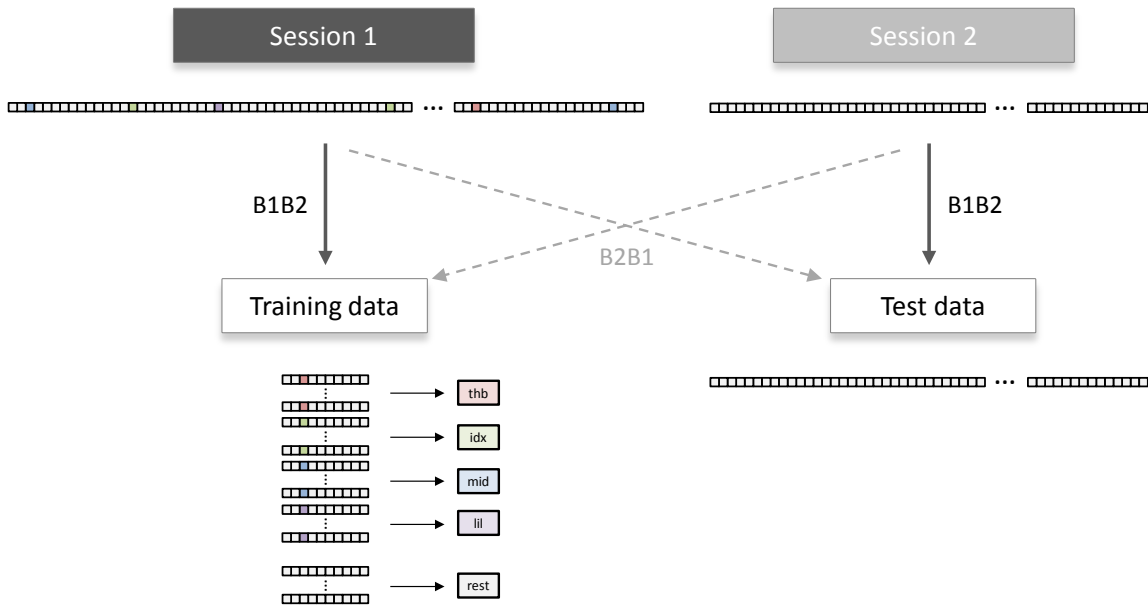 Session 1
Session 2
...
...
B1B2
B1B2
B2B1
Training data
Test data
...
thb
idx
mid
lil
rest